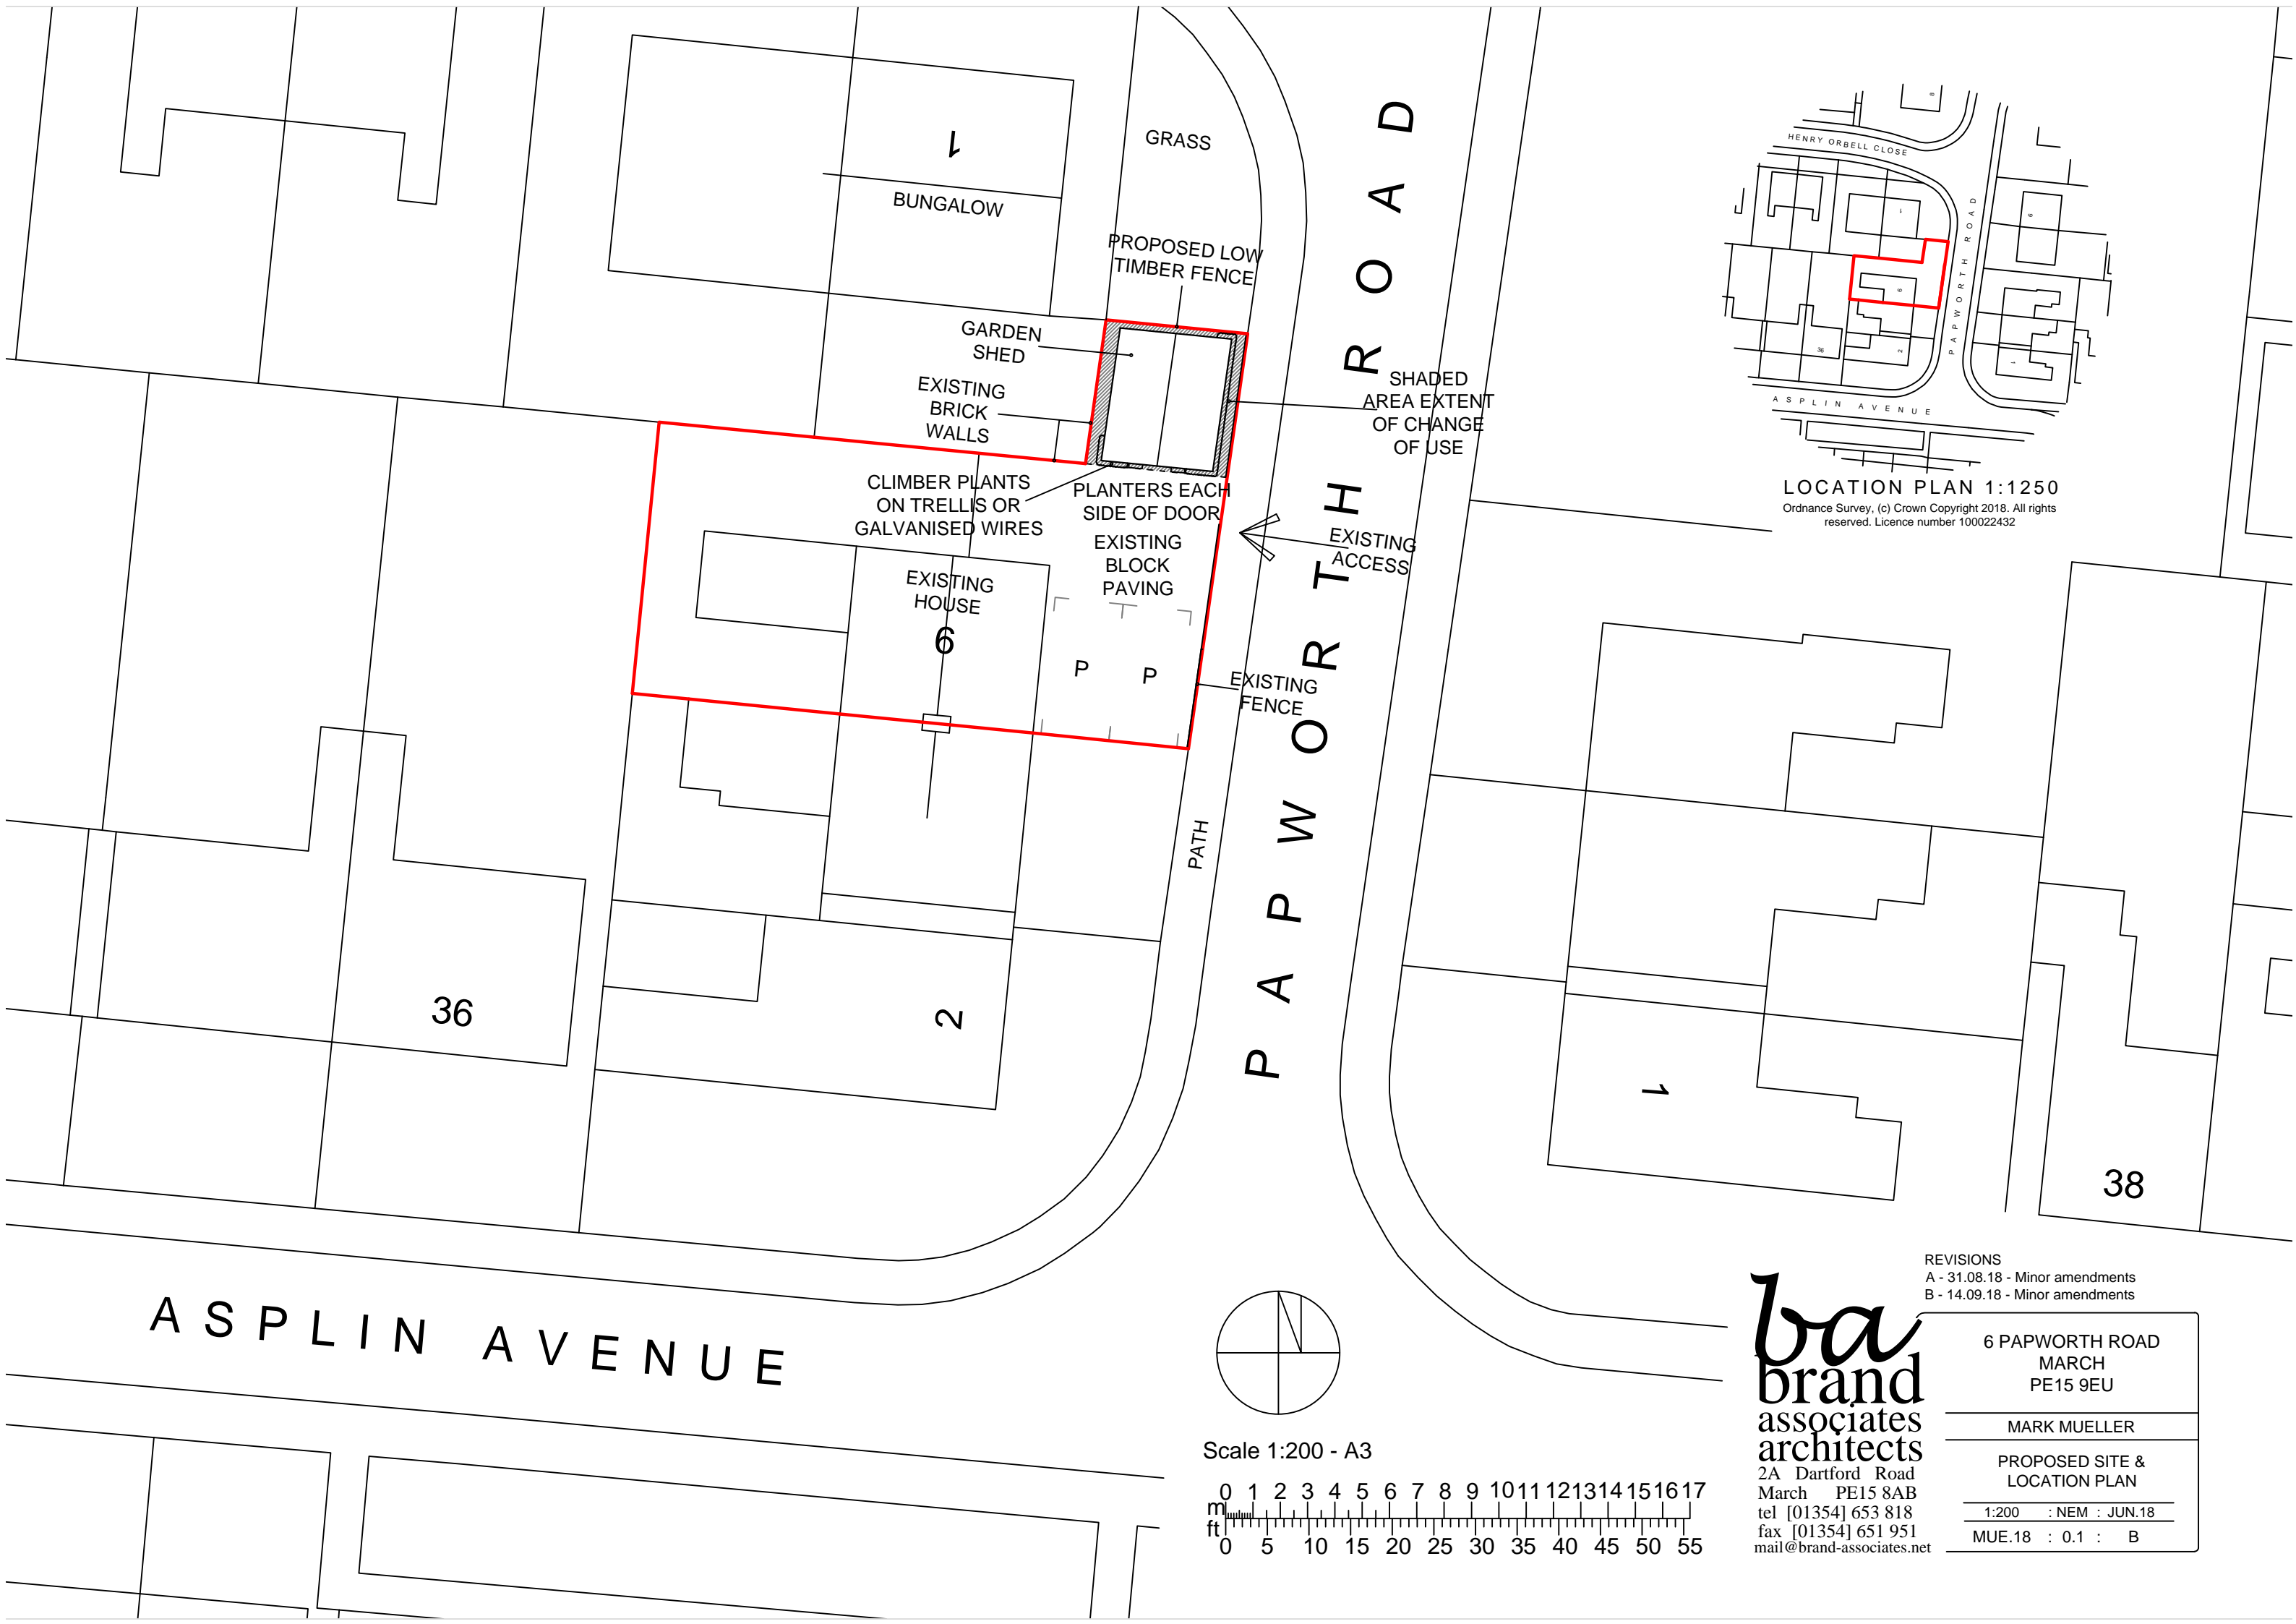 1
BUNGALOW
GRASS
PROPOSED LOW
TIMBER FENCE
GARDEN
SHED
EXISTING
BRICK
WALLS
SHADED
AREA EXTENT
OF CHANGE
OF USE
CLIMBER PLANTS
ON TRELLIS OR
GALVANISED WIRES
PLANTERS EACH
SIDE OF DOOR
EXISTING
BLOCK
PAVING
EXISTING
ACCESS
EXISTING
HOUSE
6
P P
EXISTING
FENCE
PATH
PAPWORTH ROAD
36
2
1
38
ASPLIN AVENUE
8
HENRY ORBELL CLOSE
1
6
6
PAPWORTH ROAD
36
2
1
ASPLIN AVENUE
LOCATION PLAN 1:1250
Ordnance Survey, (c) Crown Copyright 2018. All rights
reserved. Licence number 100022432
Scale 1:200 - A3
0 1 2 3 4 5 6 7 8 9 10 11 12 13 14 15 16 17
m
ft
0 5 10 15 20 25 30 35 40 45 50 55
REVISIONS
A - 31.08.18 - Minor amendments
B - 14.09.18 - Minor amendments
ba
brand
associates
architects
2A Dartford Road
March PE15 8AB
tel [01354] 653 818
fax [01354] 651 951
mail@brand-associates.net
6 PAPWORTH ROAD
MARCH
PE15 9EU
MARK MUELLER
PROPOSED SITE &
LOCATION PLAN
1:200 : NEM : JUN.18
MUE.18 : 0.1 : B